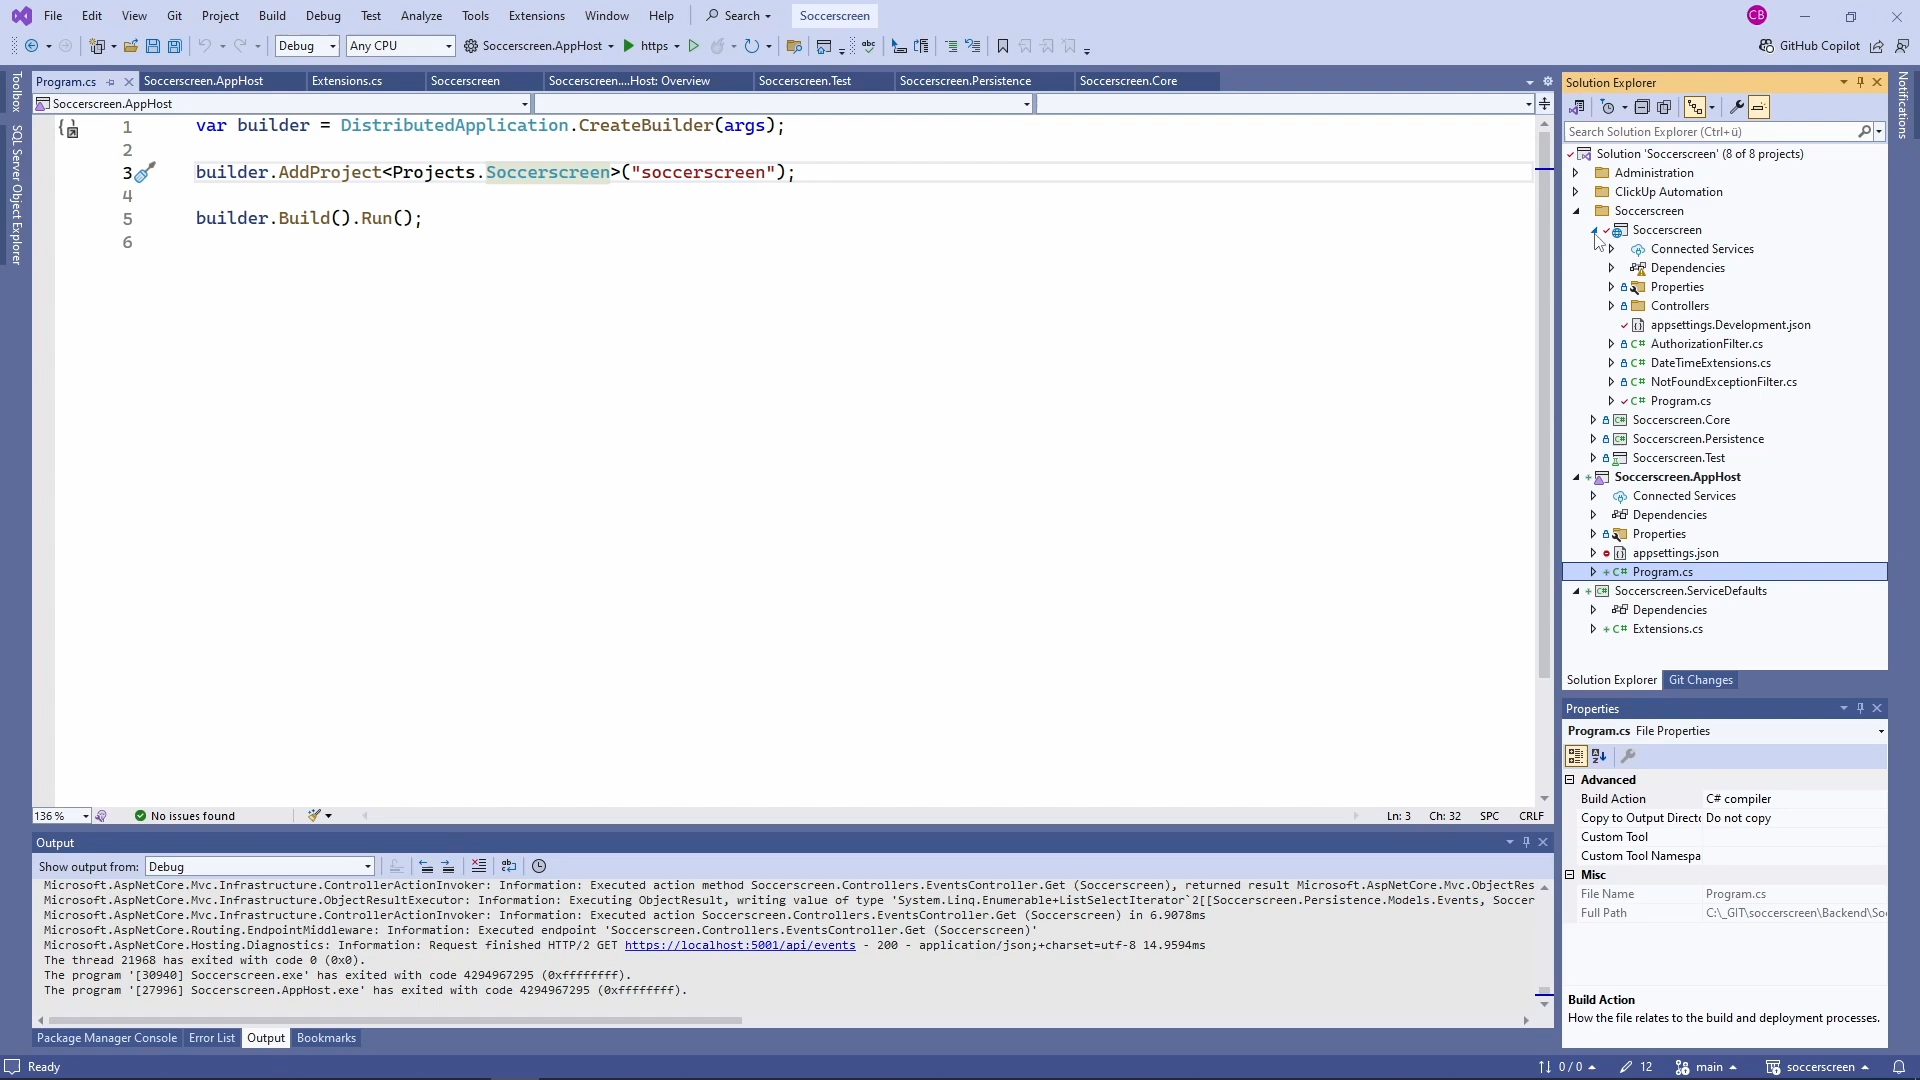 File Edit View Git Project Build Debug Test Analyze Tools Extensions Window Help Search Soccerscreen CB
Debug Any CPU Soccerscreen.AppHost https GitHub Copilot
Toolbox
SQL Server Object Explorer
Notifications
Program.cs Soccerscreen.AppHost Extensions.cs Soccerscreen Soccerscreen....Host: Overview Soccerscreen.Test Soccerscreen.Persistence Soccerscreen.Core
Soccerscreen.AppHost
1 var builder = DistributedApplication.CreateBuilder(args);
2
3 builder.AddProject<Projects.Soccerscreen>("soccerscreen");
4
5 builder.Build().Run();
6
136 % No issues found Ln: 3 Ch: 32 SPC CRLF
Output
Show output from: Debug
Microsoft.AspNetCore.Mvc.Infrastructure.ControllerActionInvoker: Information: Executed action method Soccerscreen.Controllers.EventsController.Get (Soccerscreen), returned result Microsoft.AspNetCore.Mvc.ObjectRes
Microsoft.AspNetCore.Mvc.Infrastructure.ObjectResultExecutor: Information: Executing ObjectResult, writing value of type 'System.Linq.Enumerable+ListSelectIterator`2[[Soccerscreen.Persistence.Models.Events, Soccer
Microsoft.AspNetCore.Mvc.Infrastructure.ControllerActionInvoker: Information: Executed action Soccerscreen.Controllers.EventsController.Get (Soccerscreen) in 6.9078ms
Microsoft.AspNetCore.Routing.EndpointMiddleware: Information: Executed endpoint 'Soccerscreen.Controllers.EventsController.Get (Soccerscreen)'
Microsoft.AspNetCore.Hosting.Diagnostics: Information: Request finished HTTP/2 GET https://localhost:5001/api/events - 200 - application/json;+charset=utf-8 14.9594ms
The thread 21968 has exited with code 0 (0x0).
The program '[30940] Soccerscreen.exe' has exited with code 4294967295 (0xffffffff).
The program '[27996] Soccerscreen.AppHost.exe' has exited with code 4294967295 (0xffffffff).
Package Manager Console Error List Output Bookmarks
Solution Explorer
Search Solution Explorer (Ctrl+ü)
Solution 'Soccerscreen' (8 of 8 projects)
Administration
ClickUp Automation
Soccerscreen
Soccerscreen
Connected Services
Dependencies
Properties
Controllers
appsettings.Development.json
C# AuthorizationFilter.cs
C# DateTimeExtensions.cs
C# NotFoundExceptionFilter.cs
C# Program.cs
C# Soccerscreen.Core
C# Soccerscreen.Persistence
Soccerscreen.Test
Soccerscreen.AppHost
Connected Services
Dependencies
Properties
appsettings.json
C# Program.cs
C# Soccerscreen.ServiceDefaults
Dependencies
C# Extensions.cs
Solution Explorer Git Changes
Properties
Program.cs File Properties
Advanced
Build Action C# compiler
Copy to Output Directo Do not copy
Custom Tool
Custom Tool Namespa
Misc
File Name Program.cs
Full Path C:\_GIT\soccerscreen\Backend\So
Build Action
How the file relates to the build and deployment processes.
Ready 0 / 0 12 main soccerscreen